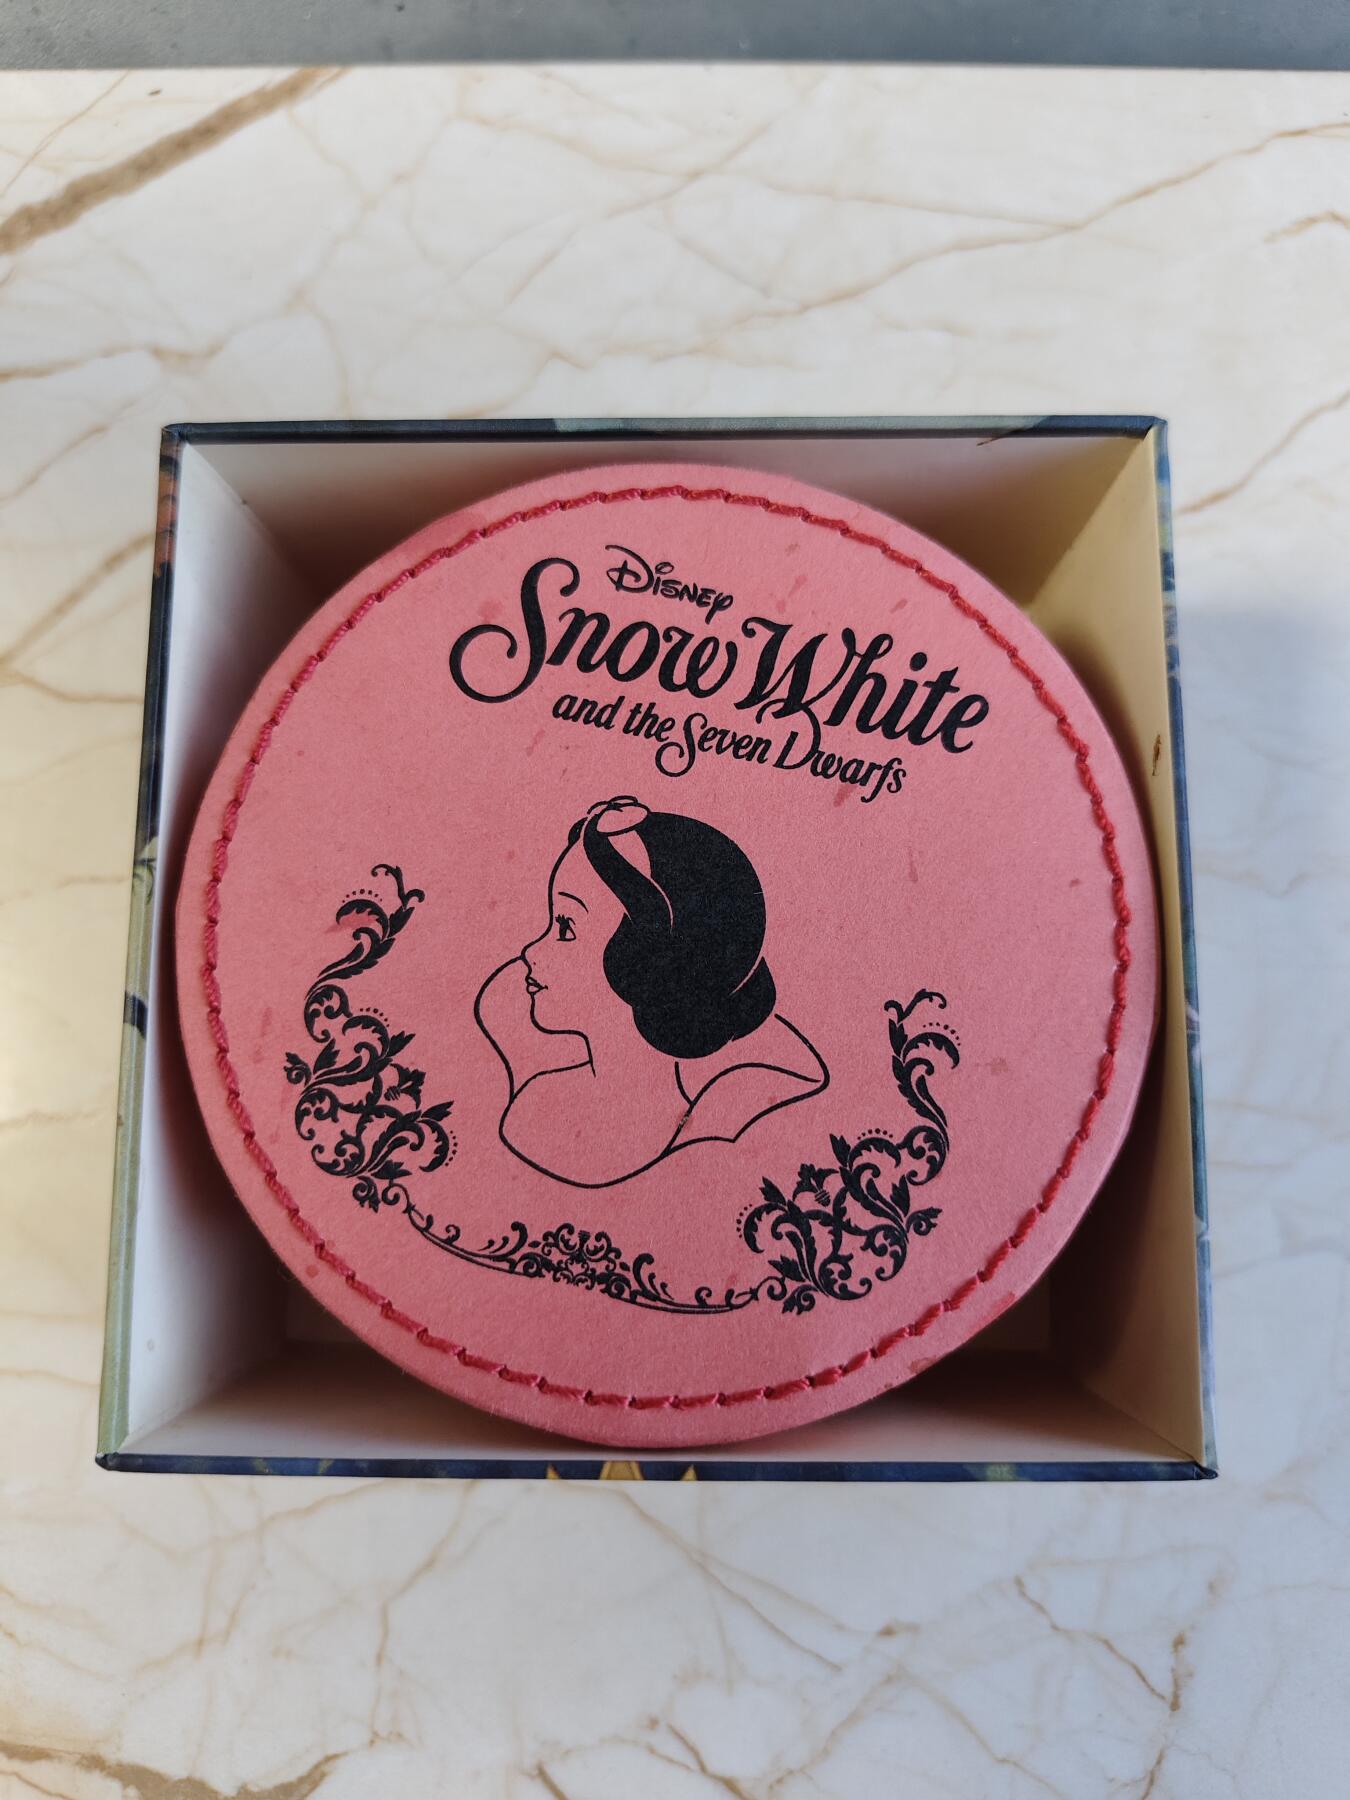 Disney
Snow White
and the Seven Dwarfs